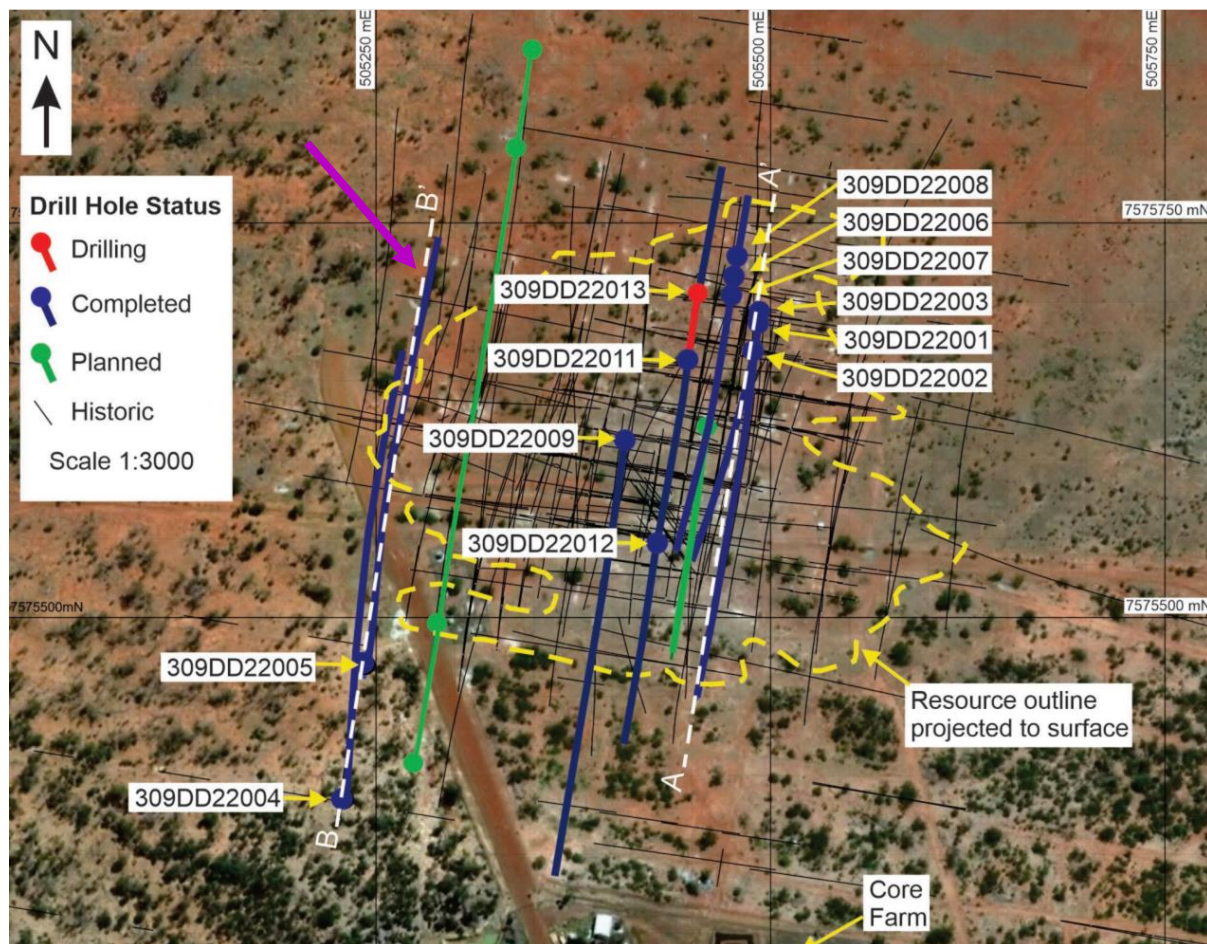 N
505250 mE
505500 mE
505750 mE
7575750 mN
Drill Hole Status
Drilling
Completed
Planned
Historic
Scale 1:3000
B'
A'
309DD22008
309DD22006
309DD22007
309DD22003
309DD22001
309DD22002
309DD22013
309DD22011
309DD22009
309DD22012
7575500mN
7575500 mN
309DD22005
309DD22004
B
A
Resource outline
projected to surface
Core
Farm